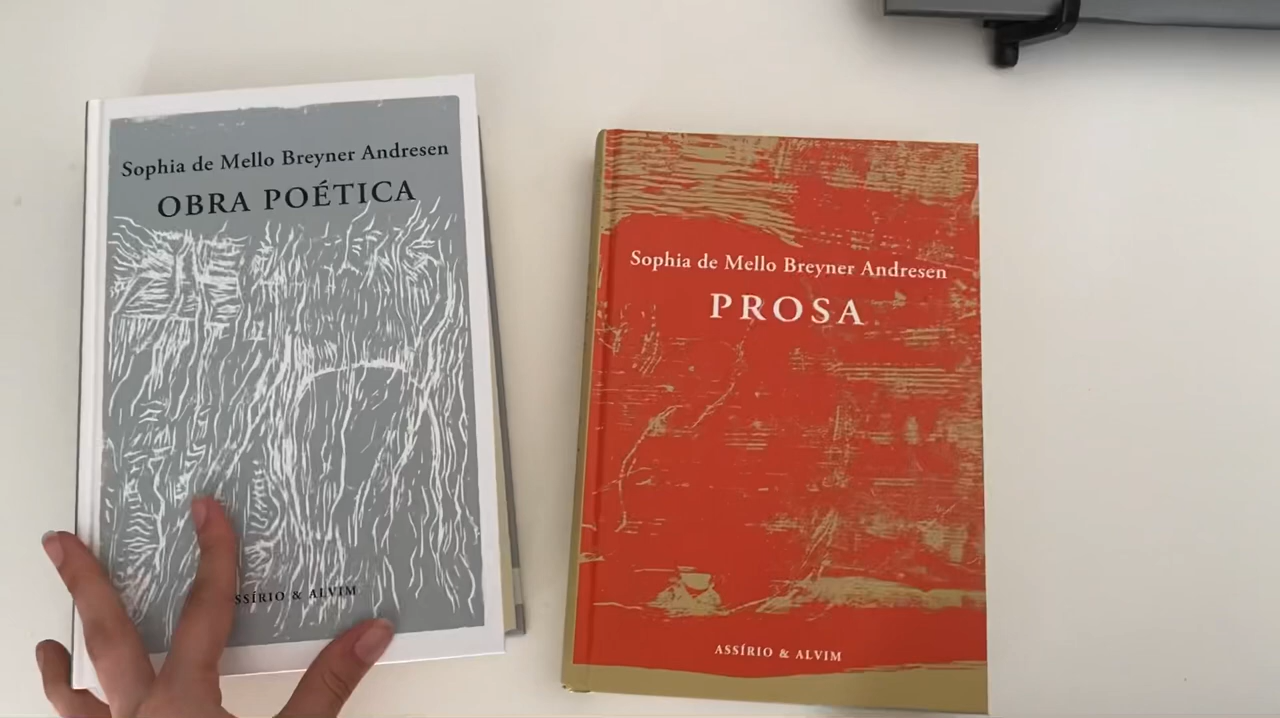 Sophia de Mello Breyner Andresen
OBRA POÉTICA
SSÍRIO & ALVIM
Sophia de Mello Breyner Andresen
PROSA
ASSÍRIO & ALVIM